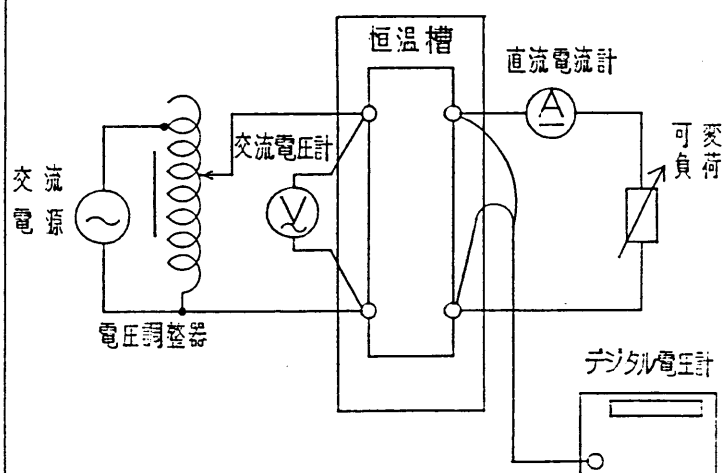 恒温槽
直流電流計
A
可変
負荷
交流電圧計
V
交流
電源
電圧調整器
デジタル電圧計